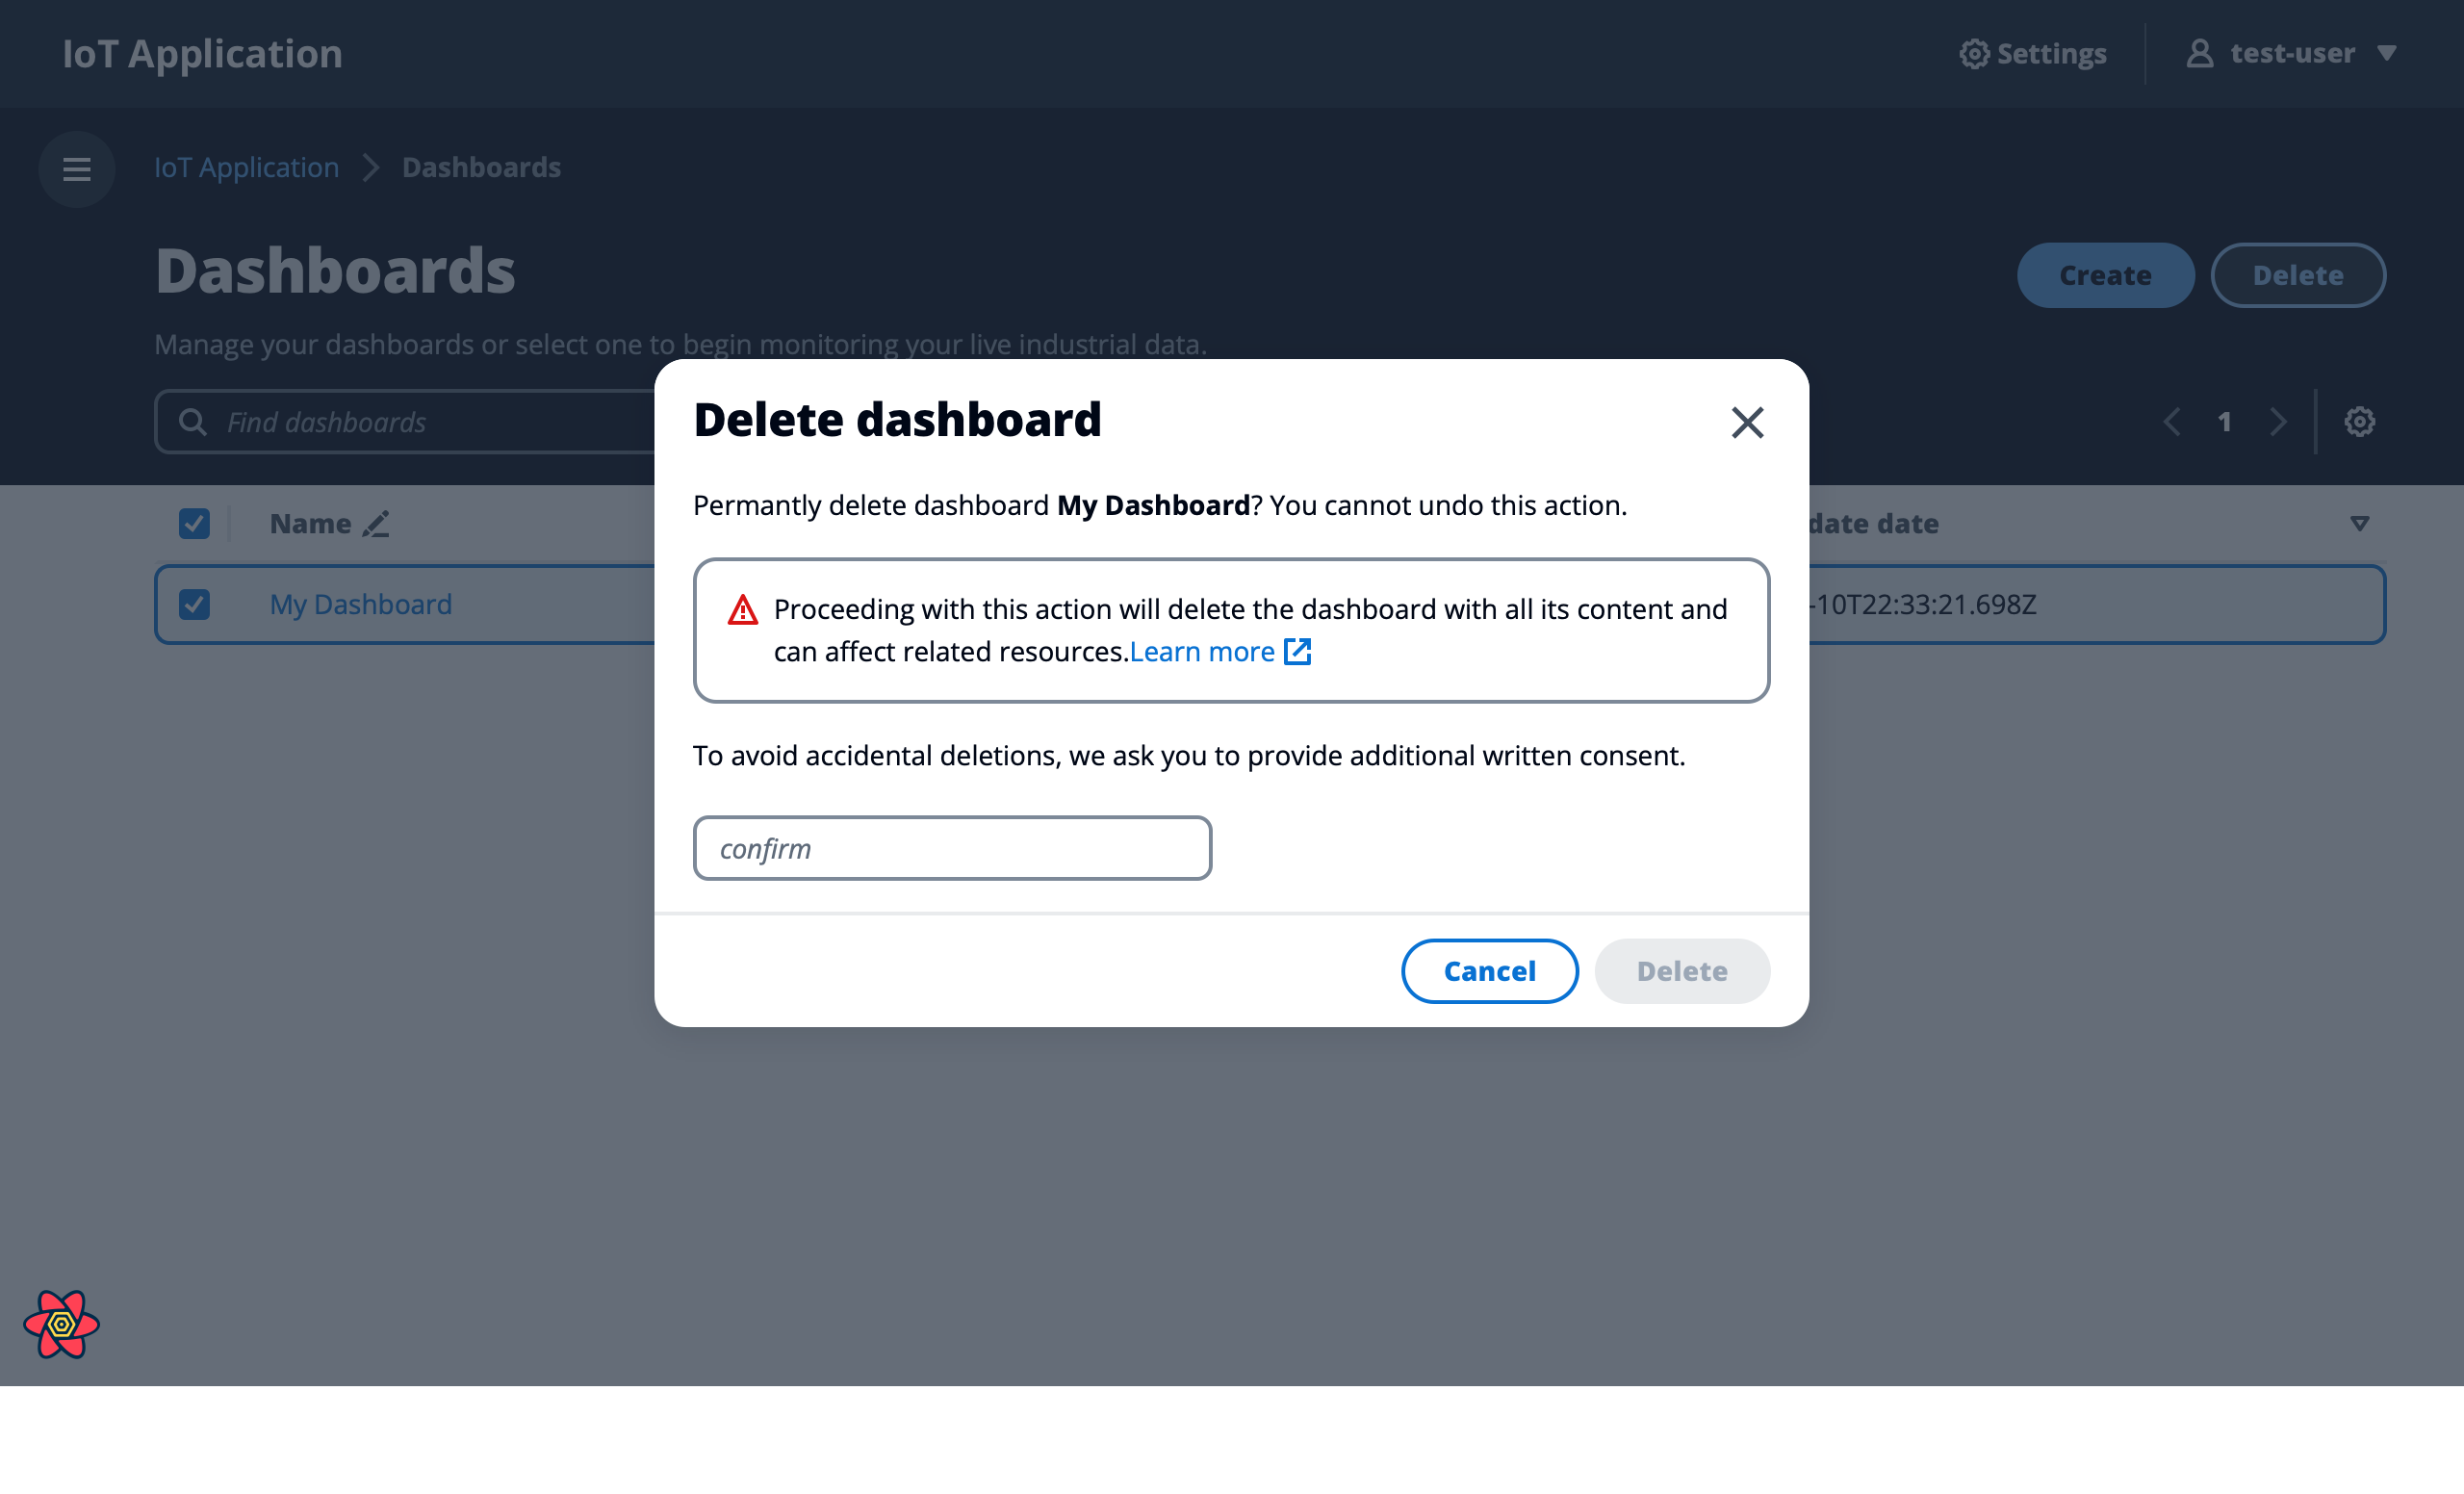 IoT Application
Settings
test-user
IoT Application
Dashboards
Dashboards
Create
Delete
Manage your dashboards or select one to begin monitoring your live industrial data.
Find dashboards
1
Delete dashboard
Permantly delete dashboard My Dashboard? You cannot undo this action.
Name
date date
My Dashboard
-10T22:33:21.698Z
Proceeding with this action will delete the dashboard with all its content and
can affect related resources.Learn more
To avoid accidental deletions, we ask you to provide additional written consent.
confirm
Cancel
Delete